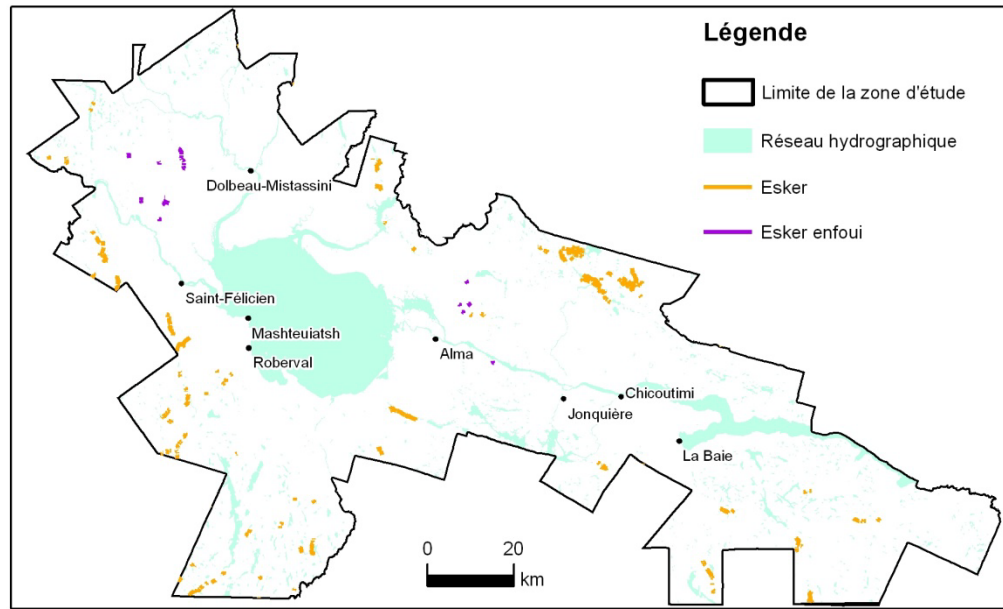 Légende
Limite de la zone d'étude
Réseau hydrographique
Esker
Esker enfoui
Dolbeau-Mistassini
Saint-Félicien
Mashteuiatsh
Roberval
Alma
Chicoutimi
Jonquière
La Baie
0 20
km